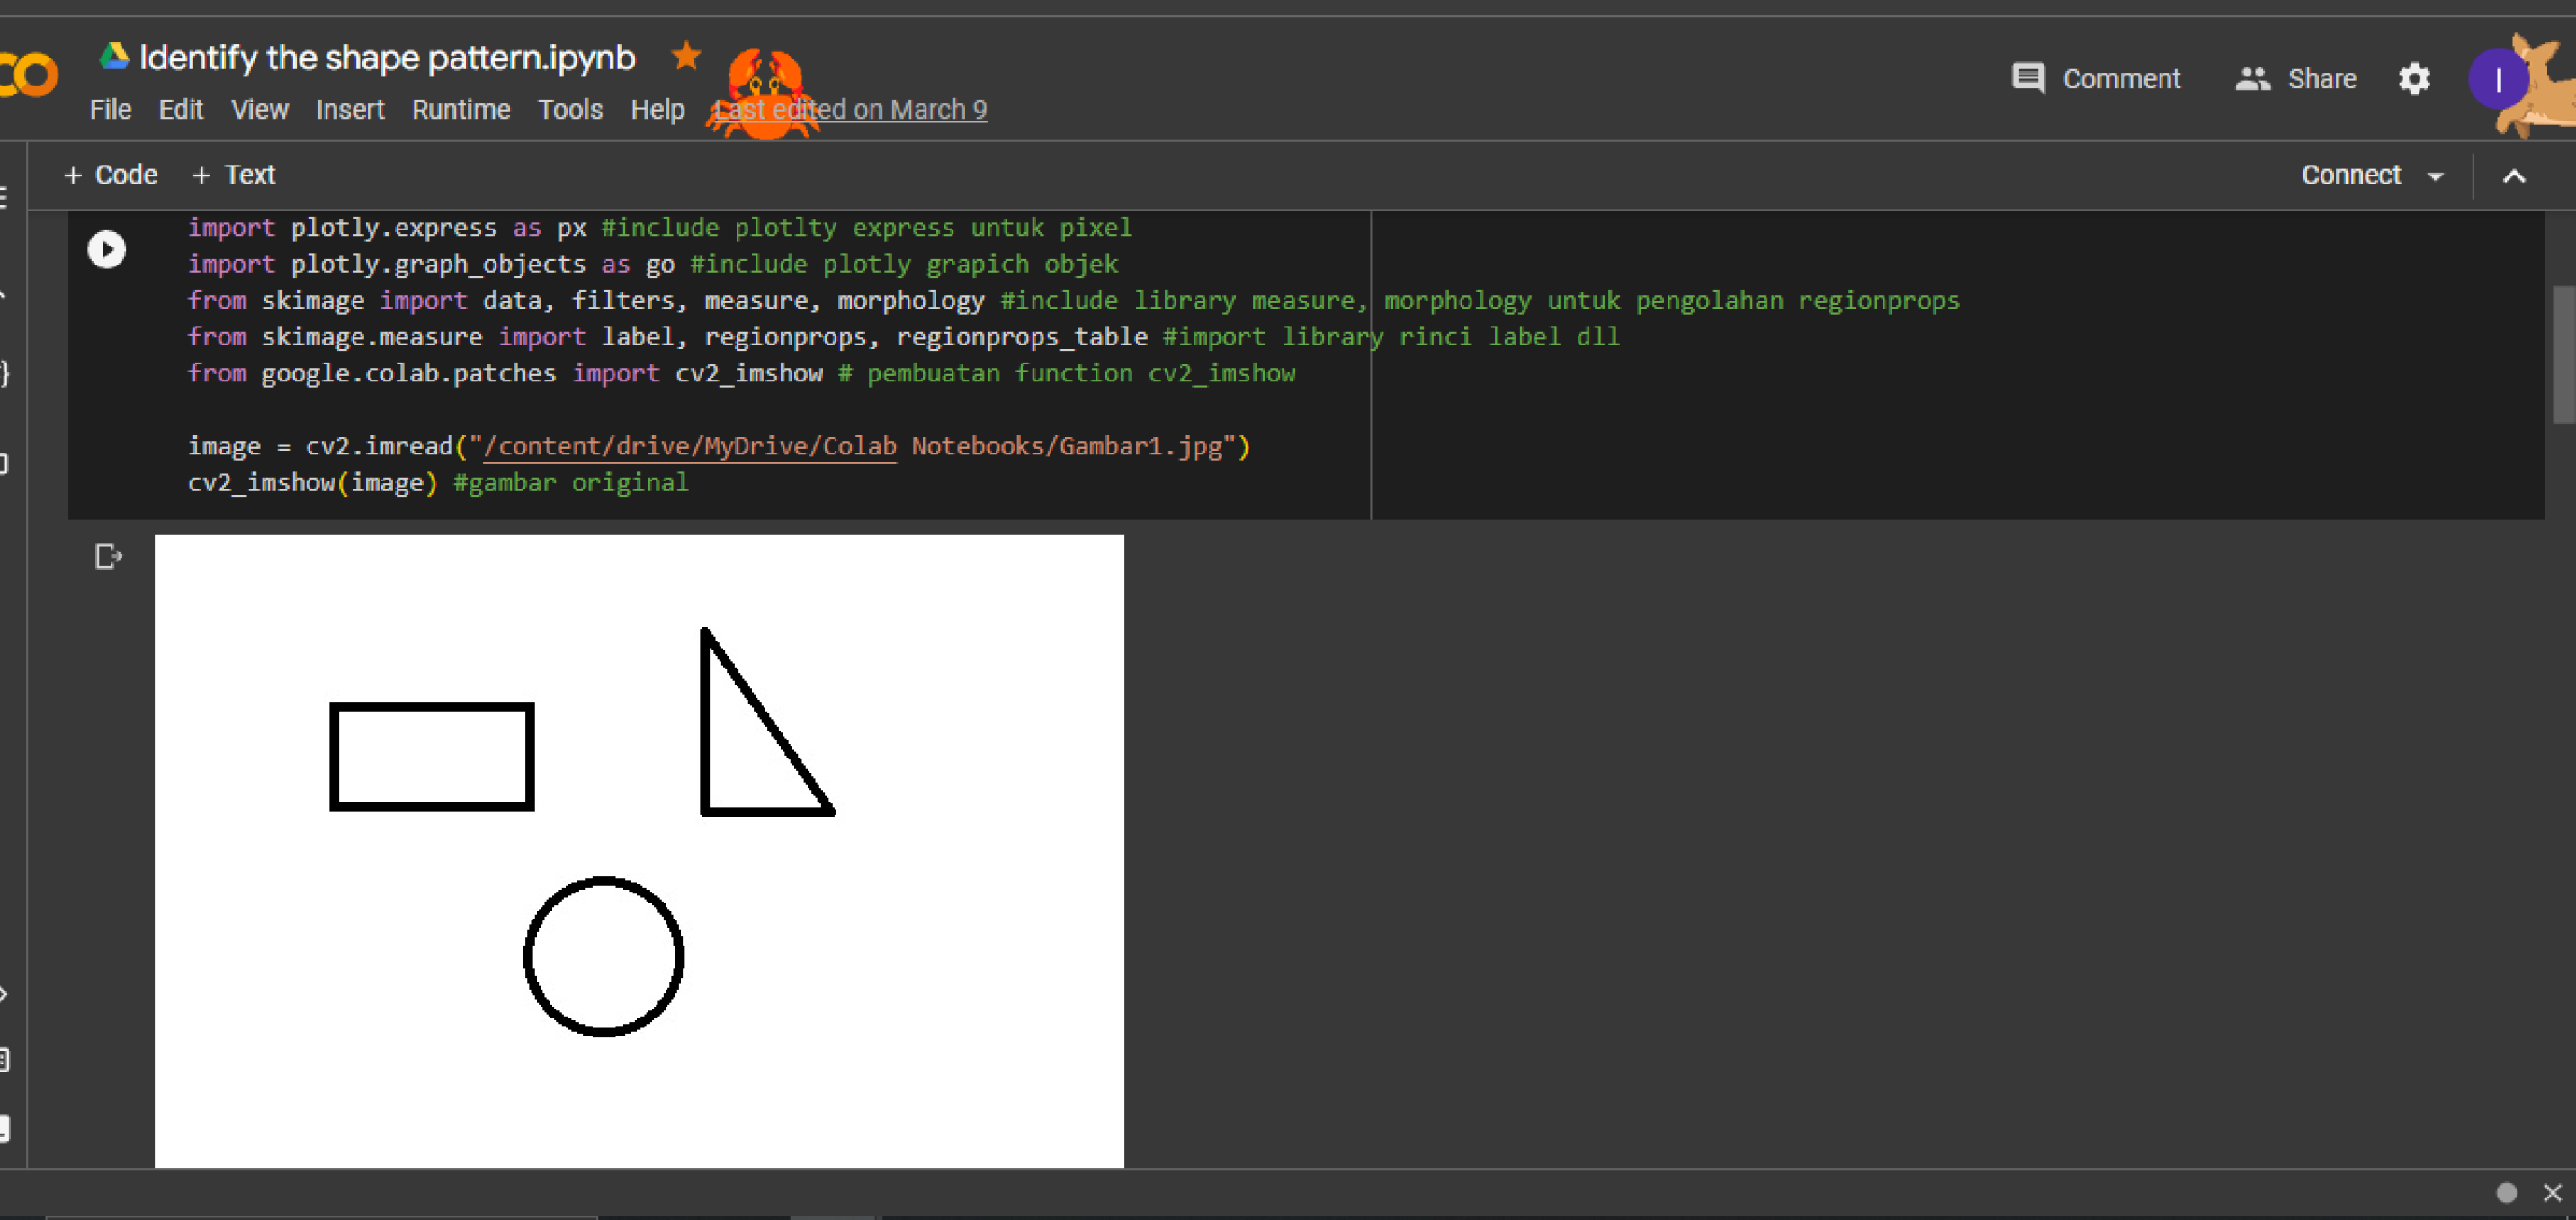 Identify the shape pattern.ipynb
File Edit View Insert Runtime Tools Help Last edited on March 9
Comment Share I
+ Code + Text Connect
import plotly.express as px #include plotlty express untuk pixel
import plotly.graph_objects as go #include plotly grapich objek
from skimage import data, filters, measure, morphology #include library measure, morphology untuk pengolahan regionprops
from skimage.measure import label, regionprops, regionprops_table #import library rinci label dll
from google.colab.patches import cv2_imshow # pembuatan function cv2_imshow
image = cv2.imread("/content/drive/MyDrive/Colab Notebooks/Gambar1.jpg")
cv2_imshow(image) #gambar original